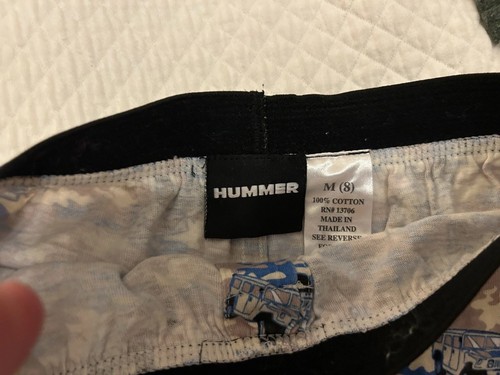 HUMMER
M (8)
100% COTTON
RN# 13706
MADE IN
THAILAND
SEE REVERSE